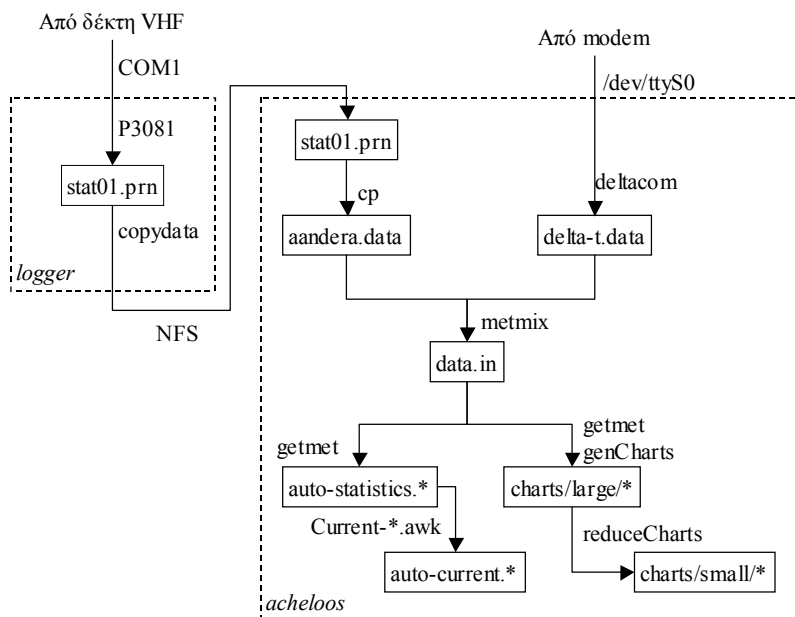 Από δέκτη VHF
COM1
P3081
stat01.prn
copydata
logger
NFS
Από modem
/dev/ttyS0
stat01.prn
cp
deltacom
aandera.data
delta-t.data
metmix
data.in
getmet
getmet
genCharts
auto-statistics.*
charts/large/*
Current-*.awk
reduceCharts
auto-current.*
charts/small/*
acheloos